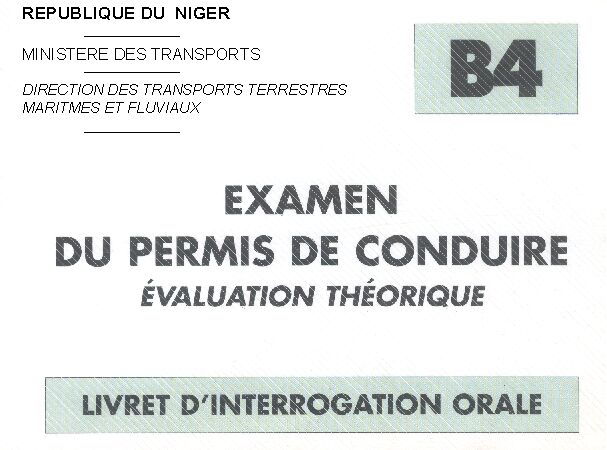 REPUBLIQUE DU NIGER
MINISTERE DES TRANSPORTS
DIRECTION DES TRANSPORTS TERRESTRES
MARITMES ET FLUVIAUX
B4
EXAMEN
DU PERMIS DE CONDUIRE
ÉVALUATION THÉORIQUE
LIVRET D'INTERROGATION ORALE